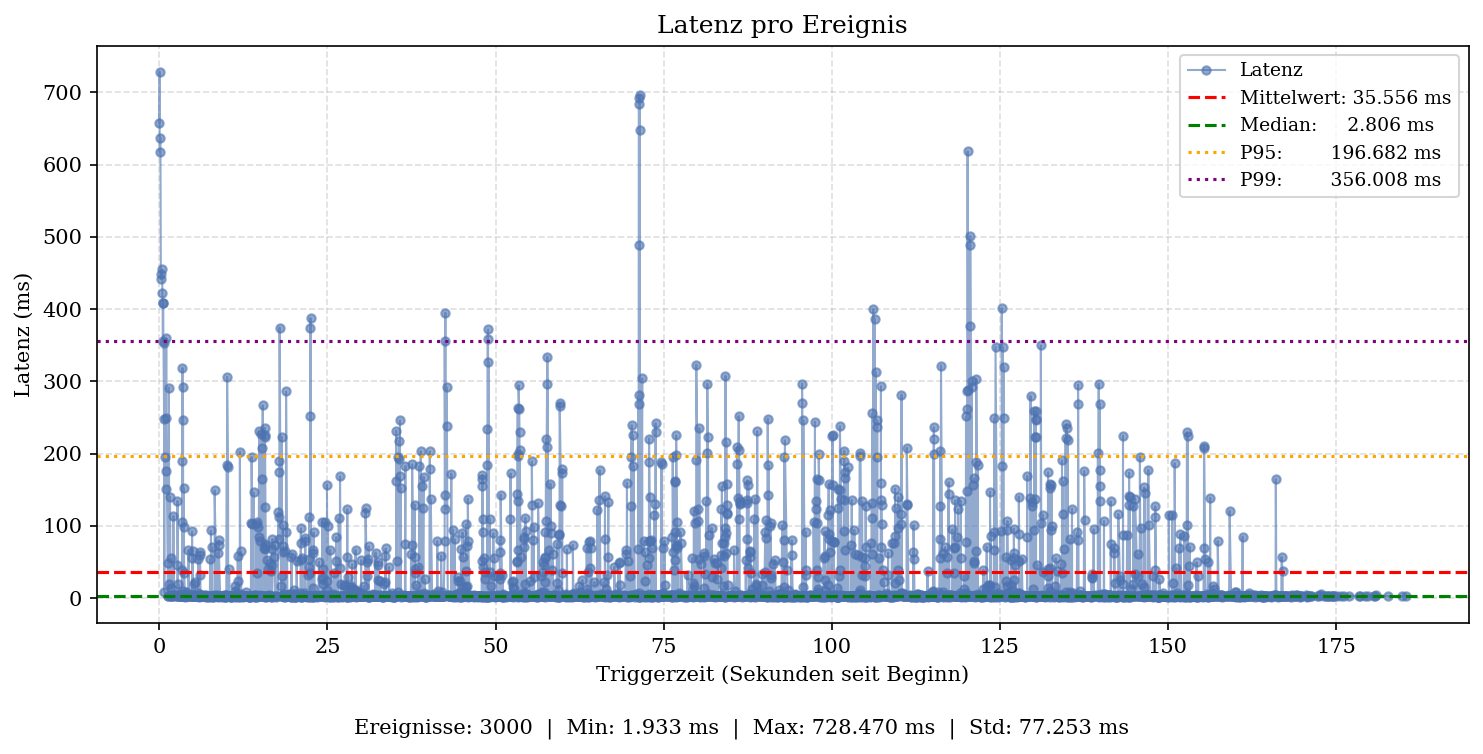 Latenz pro Ereignis
Latenz (ms)
700
600
500
400
300
200
100
0
Latenz
Mittelwert: 35.556 ms
Median: 2.806 ms
P95: 196.682 ms
P99: 356.008 ms
0 25 50 75 100 125 150 175
Triggerzeit (Sekunden seit Beginn)
Ereignisse: 3000 | Min: 1.933 ms | Max: 728.470 ms | Std: 77.253 ms